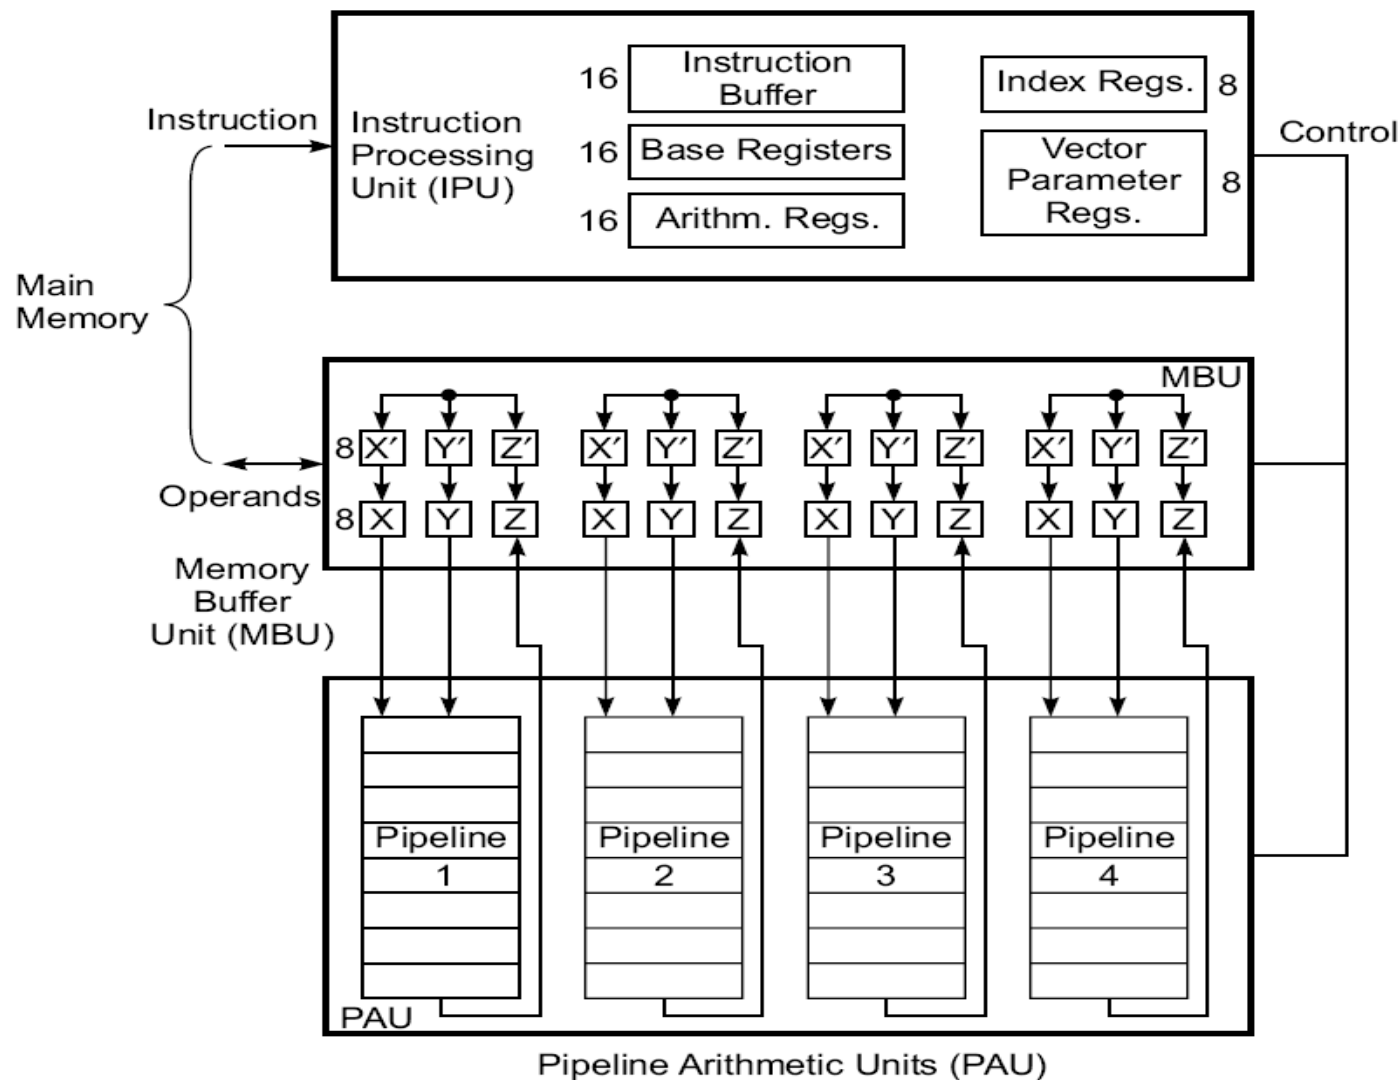 Instruction
Instruction
Processing
Unit (IPU)
16
Instruction
Buffer
16
Base Registers
16
Arithm. Regs.
Index Regs.
8
Vector
Parameter
Regs.
8
Control
Main
Memory
Operands
MBU
8 X′ Y′ Z′ X′ Y′ Z′ X′ Y′ Z′ X′ Y′ Z′
8 X Y Z X Y Z X Y Z X Y Z
Memory
Buffer
Unit (MBU)
Pipeline
1
Pipeline
2
Pipeline
3
Pipeline
4
PAU
Pipeline Arithmetic Units (PAU)